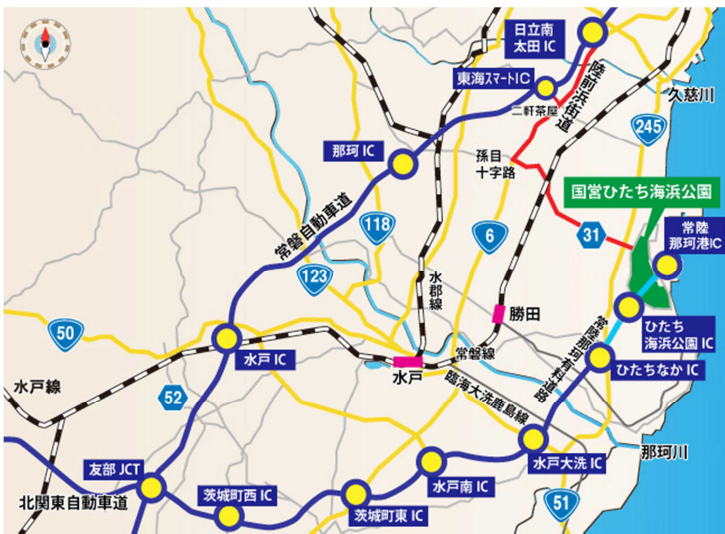 日立南
太田 IC
東海スマートIC
陸前浜街道
久慈川
二軒茶屋
245
那珂 IC
孫目
十字路
国営ひたち海浜公園
常磐自動車道
118
6
31
常陸
那珂港IC
123
水郡線
勝田
50
ひたち
海浜公園 IC
水戸 IC
常磐線
常陸那珂有料道路
水戸
ひたちなか IC
水戸線
52
臨海大洗鹿島線
那珂川
水戸大洗 IC
友部 JCT
水戸南 IC
北関東自動車道
茨城町西 IC
茨城町東 IC
51